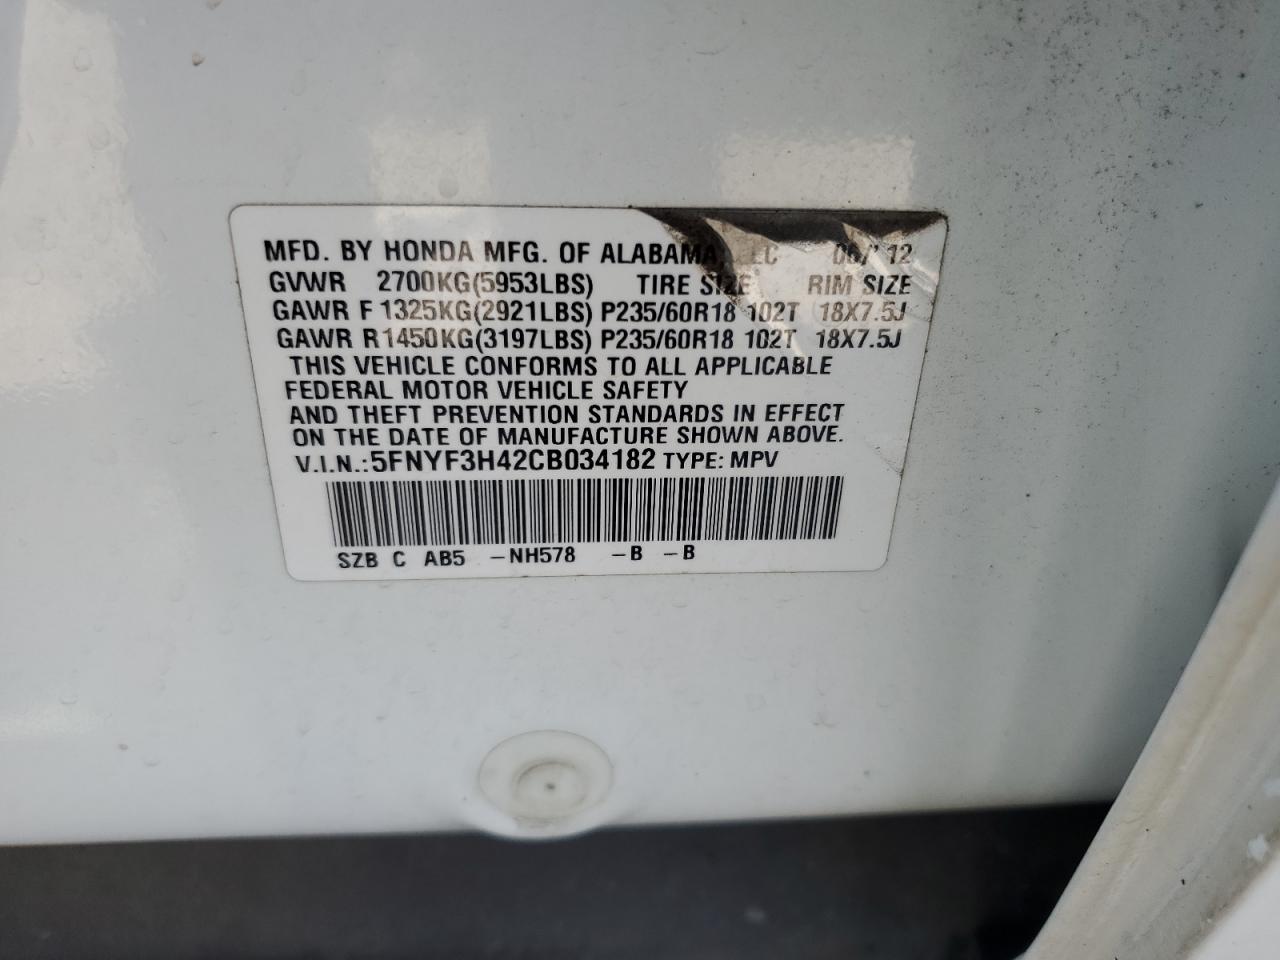 MFD. BY HONDA MFG. OF ALABAMA, LC 06/ 12
GVWR 2700KG(5953LBS) TIRE SIZE RIM SIZE
GAWR F 1325KG(2921LBS) P235/60R18 102T 18X7.5J
GAWR R1450KG(3197LBS) P235/60R18 102T 18X7.5J
THIS VEHICLE CONFORMS TO ALL APPLICABLE
FEDERAL MOTOR VEHICLE SAFETY
AND THEFT PREVENTION STANDARDS IN EFFECT
ON THE DATE OF MANUFACTURE SHOWN ABOVE.
V.I.N.:5FNYF3H42CB034182 TYPE: MPV
SZB C AB5 -NH578 -B -B